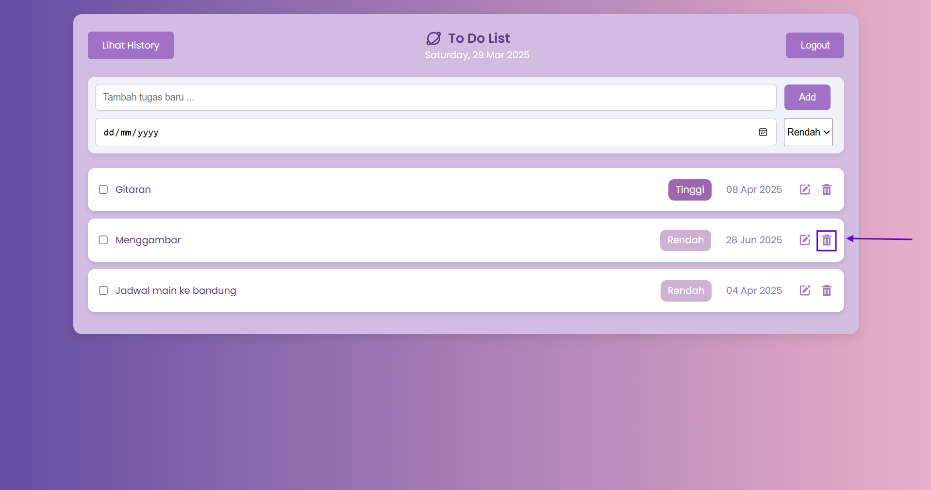 Lihat History
To Do List
Saturday, 29 Mar 2025
Logout
Tambah tugas baru ...
Add
dd/mm/yyyy
Rendah
Gitaran
Tinggi
08 Apr 2025
Menggambar
Rendah
28 Jun 2025
Jadwal main ke bandung
Rendah
04 Apr 2025